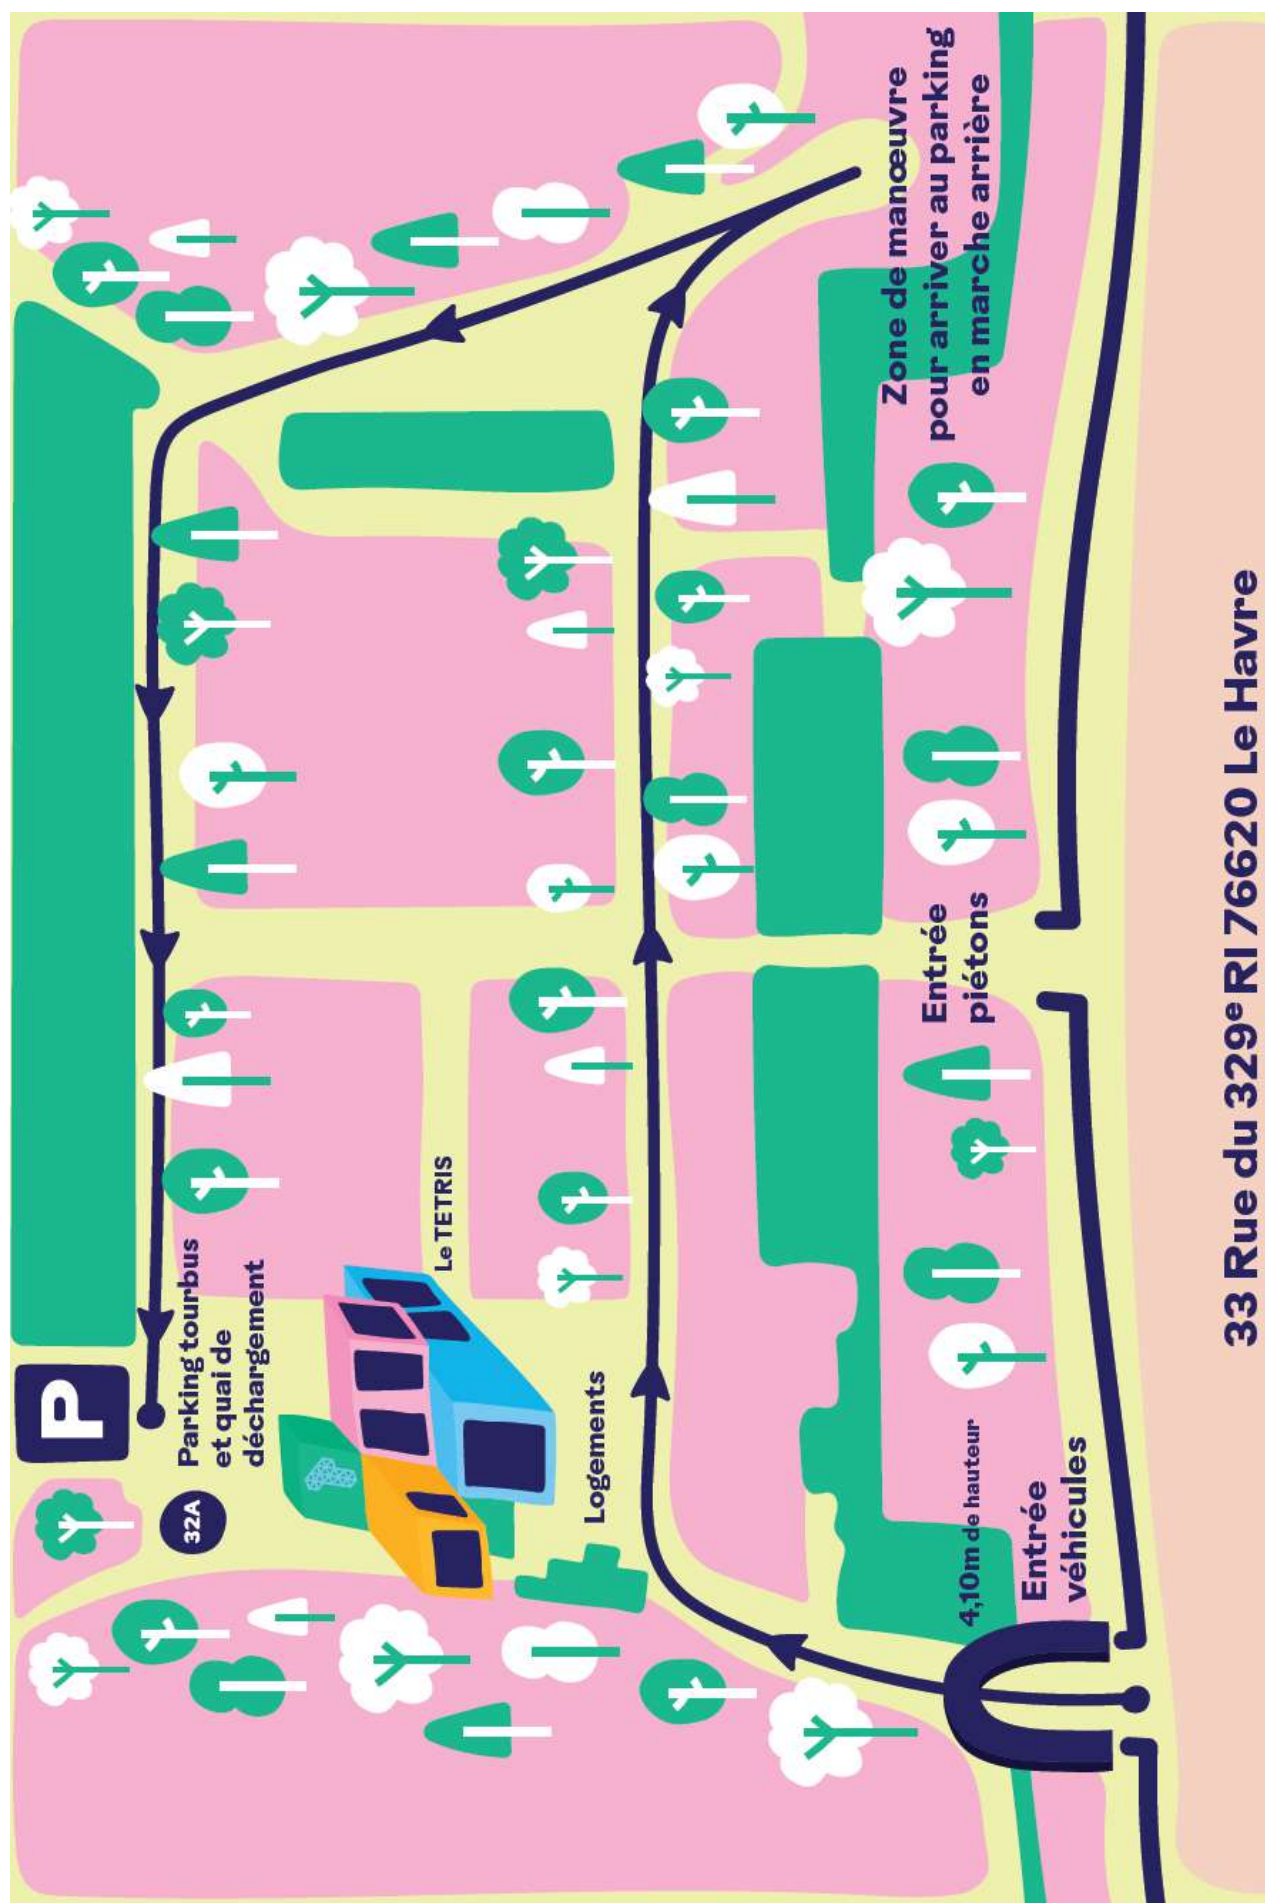 P
32A
Parking tourbus
et quai de
déchargement
Le TETRIS
Logements
Zone de manœuvre
pour arriver au parking
en marche arrière
4,10m de hauteur
Entrée
véhicules
Entrée
piétons
33 Rue du 329e RI 76620 Le Havre